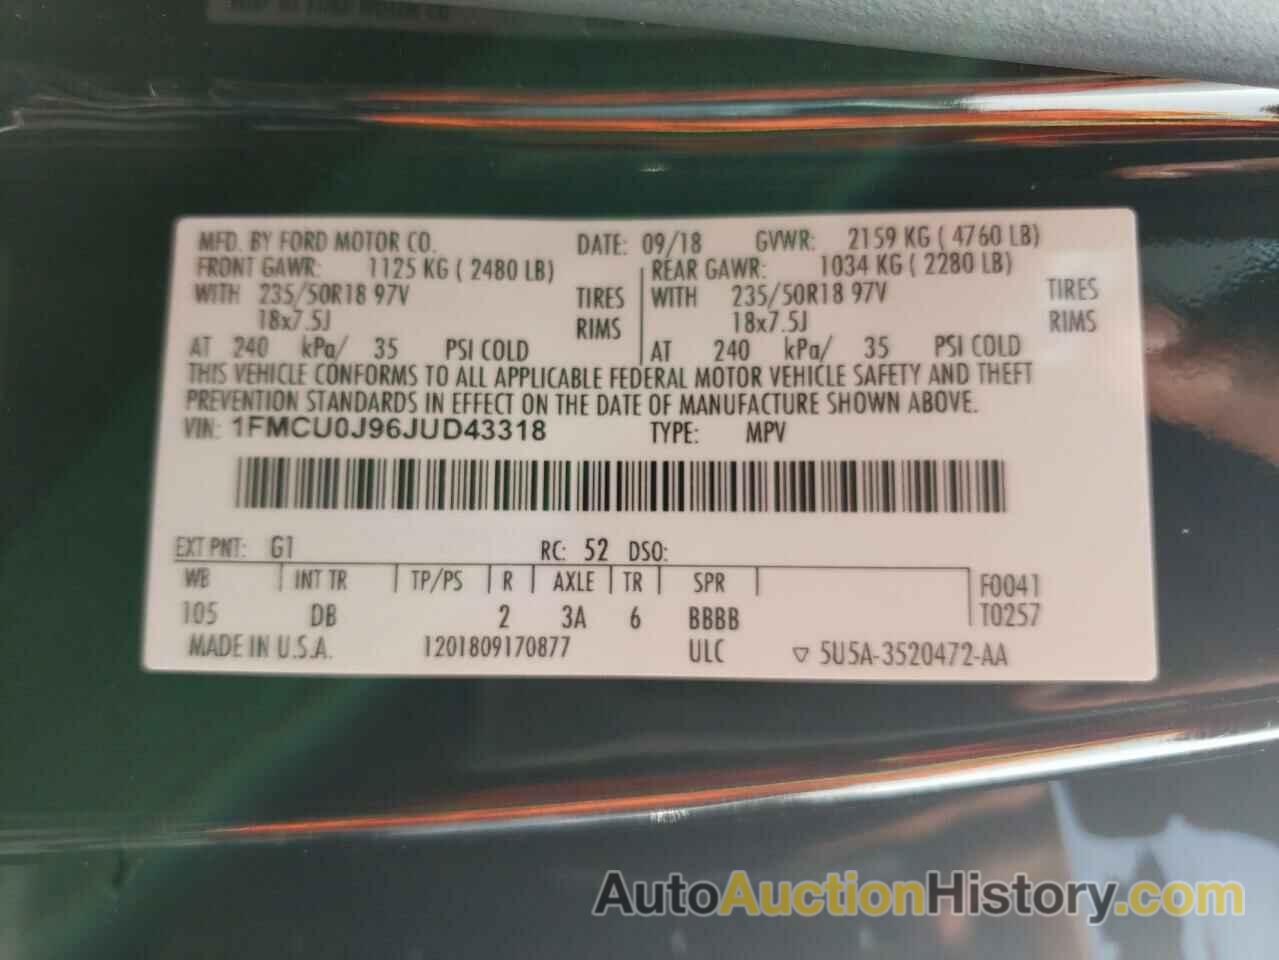 MFD. BY FORD MOTOR CO. DATE: 09/18 GVWR: 2159 KG ( 4760 LB)
FRONT GAWR: 1125 KG ( 2480 LB) REAR GAWR: 1034 KG ( 2280 LB)
WITH 235/50R18 97V TIRES WITH 235/50R18 97V TIRES
18x7.5J RIMS 18x7.5J RIMS
AT 240 kPa/ 35 PSI COLD AT 240 kPa/ 35 PSI COLD
THIS VEHICLE CONFORMS TO ALL APPLICABLE FEDERAL MOTOR VEHICLE SAFETY AND THEFT
PREVENTION STANDARDS IN EFFECT ON THE DATE OF MANUFACTURE SHOWN ABOVE.
VIN: 1FMCU0J96JUD43318 TYPE: MPV
EXT PNT: G1 RC: 52 DSO:
WB INT TR TP/PS R AXLE TR SPR F0041
105 DB 2 3A 6 BBBB T0257
MADE IN U.S.A. 1201809170877 ULC ▽ 5U5A-3520472-AA
AutoAuctionHistory.com